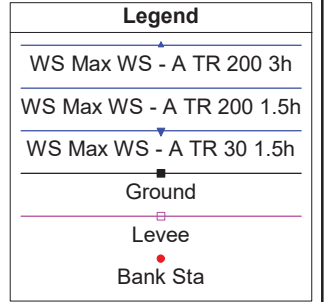 Legend
WS Max WS - A TR 200 3h
WS Max WS - A TR 200 1.5h
WS Max WS - A TR 30 1.5h
Ground
Levee
Bank Sta